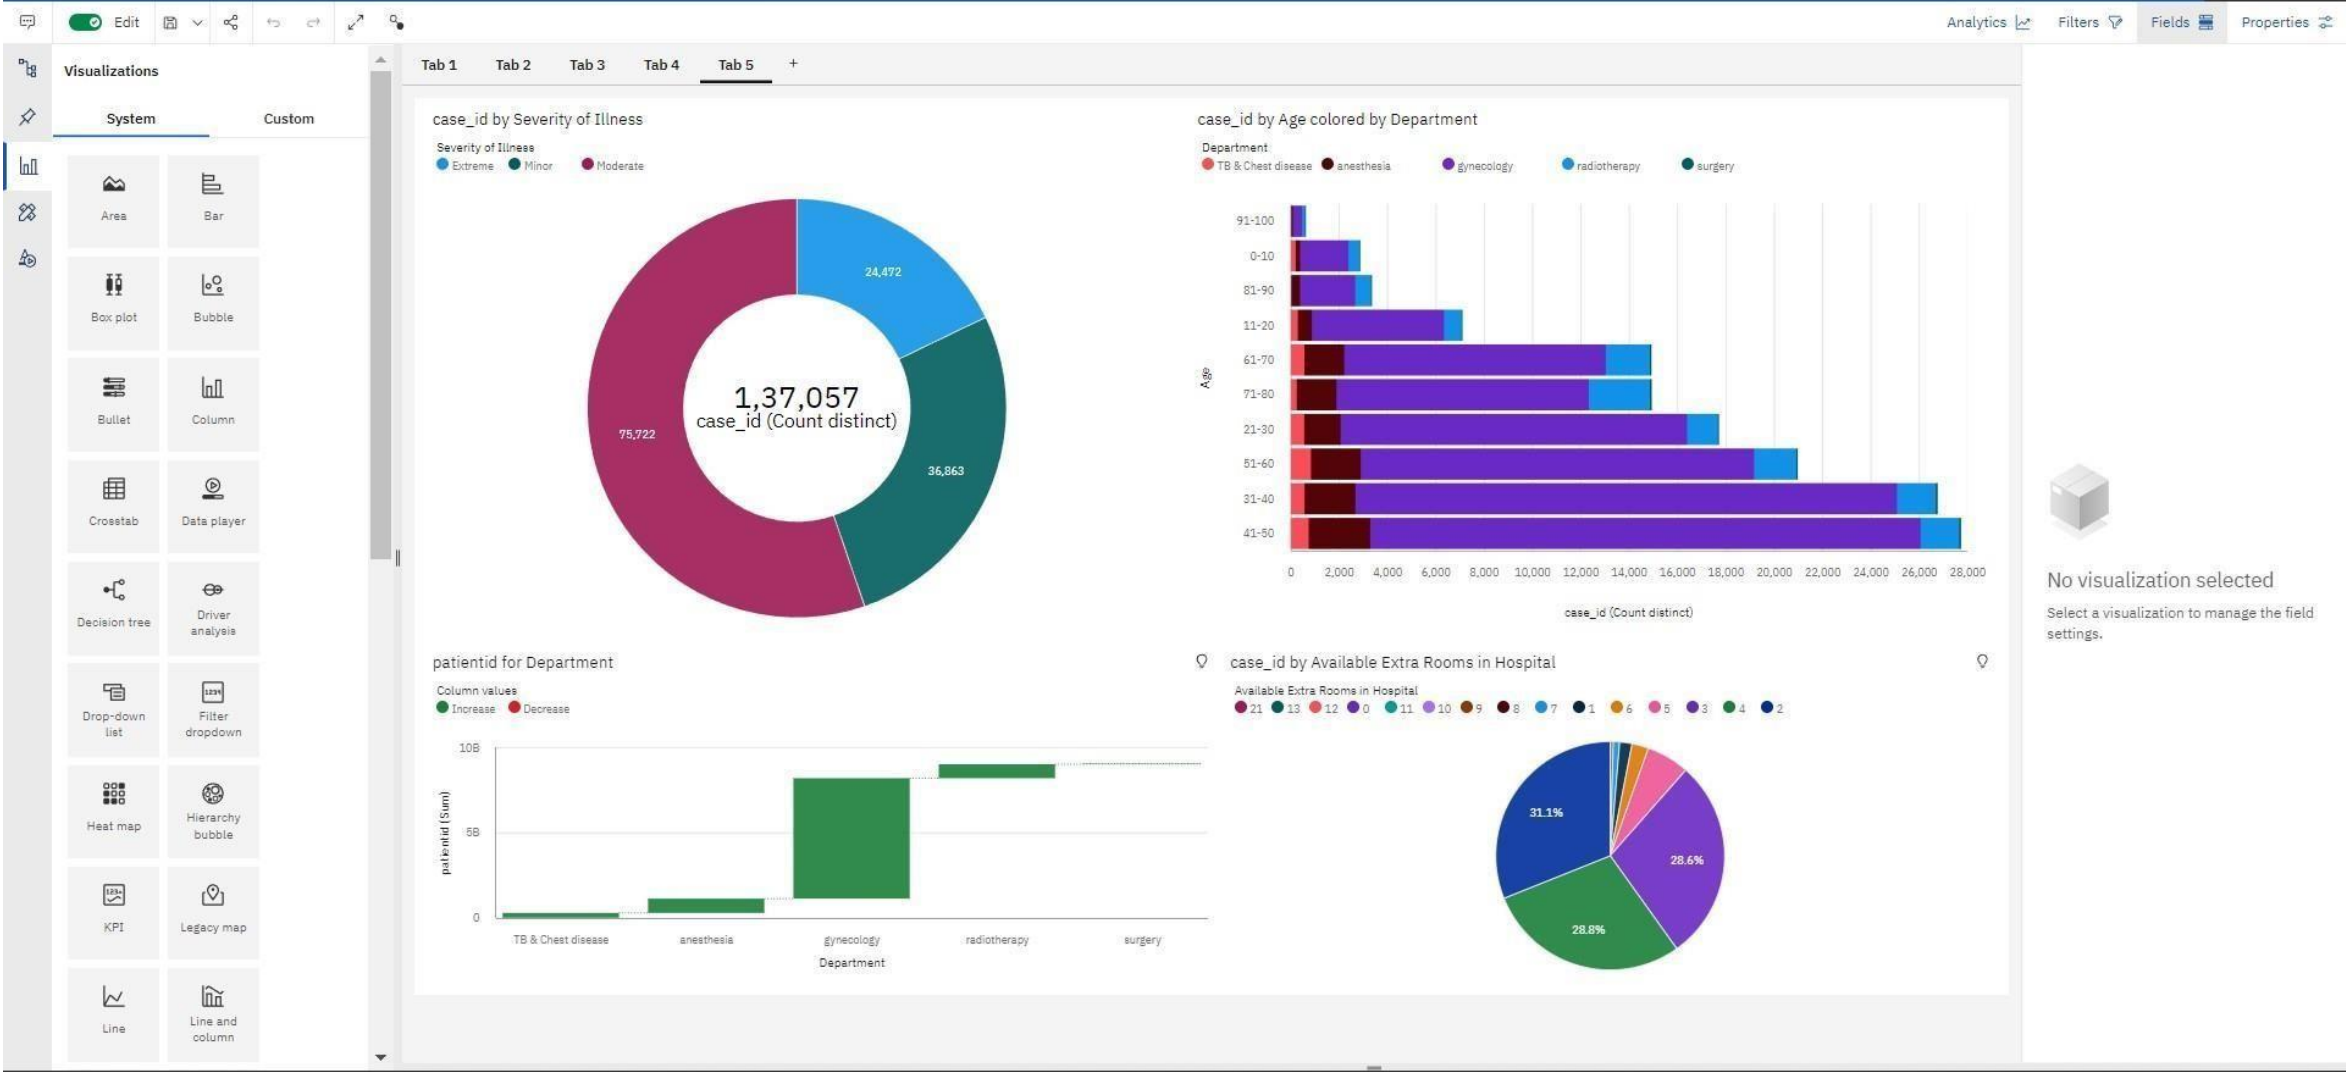 Edit
Analytics
Filters
Fields
Properties
Visualizations
System
Custom
Area
Bar
Box plot
Bubble
Bullet
Column
Crosstab
Data player
Decision tree
Driver
analysis
Drop-down
list
Filter
dropdown
Heat map
Hierarchy
bubble
KPI
Legacy map
Line
Line and
column
Tab 1
Tab 2
Tab 3
Tab 4
Tab 5
+
case_id by Severity of Illness
Severity of Illness
Extreme
Minor
Moderate
24,472
75,722
36,863
1,37,057
case_id (Count distinct)
case_id by Age colored by Department
Department
TB & Chest disease
anesthesia
gynecology
radiotherapy
surgery
Age
91-100
0-10
81-90
11-20
61-70
71-80
21-30
51-60
31-40
41-50
0
2,000
4,000
6,000
8,000
10,000
12,000
14,000
16,000
18,000
20,000
22,000
24,000
26,000
28,000
case_id (Count distinct)
patientid for Department
Column values
Increase
Decrease
patientid (Sum)
10B
5B
0
TB & Chest disease
anesthesia
gynecology
radiotherapy
surgery
Department
case_id by Available Extra Rooms in Hospital
Available Extra Rooms in Hospital
21
13
12
0
11
10
9
8
7
1
6
5
3
4
2
31.1%
28.6%
28.8%
No visualization selected
Select a visualization to manage the field
settings.